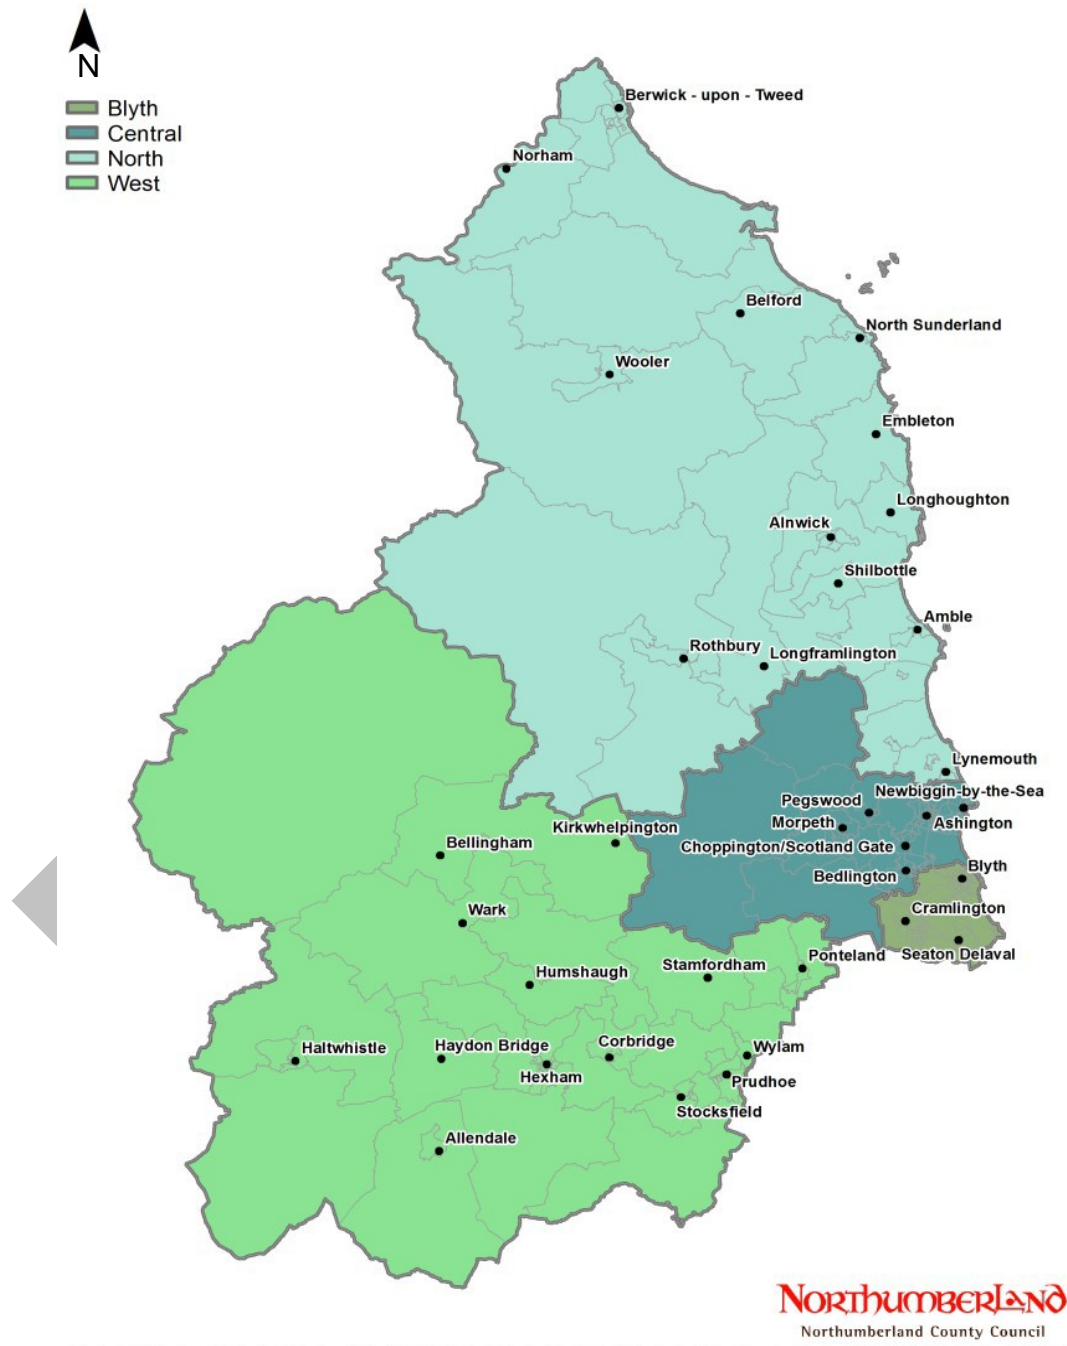 N
Blyth
Central
North
West
Berwick - upon - Tweed
Norham
Belford
North Sunderland
Wooler
Embleton
Longhoughton
Alnwick
Shilbottle
Amble
Rothbury
Longframlington
Lynemouth
Newbiggin-by-the-Sea
Pegswood
Morpeth
Ashington
Kirkwhelpington
Bellingham
Choppington/Scotland Gate
Blyth
Bedlington
Wark
Cramlington
Ponteland
Seaton Delaval
Stamfordham
Humshaugh
Haltwhistle
Haydon Bridge
Corbridge
Wylam
Hexham
Prudhoe
Stocksfield
Allendale
NORTHUMBERLAND
Northumberland County Council